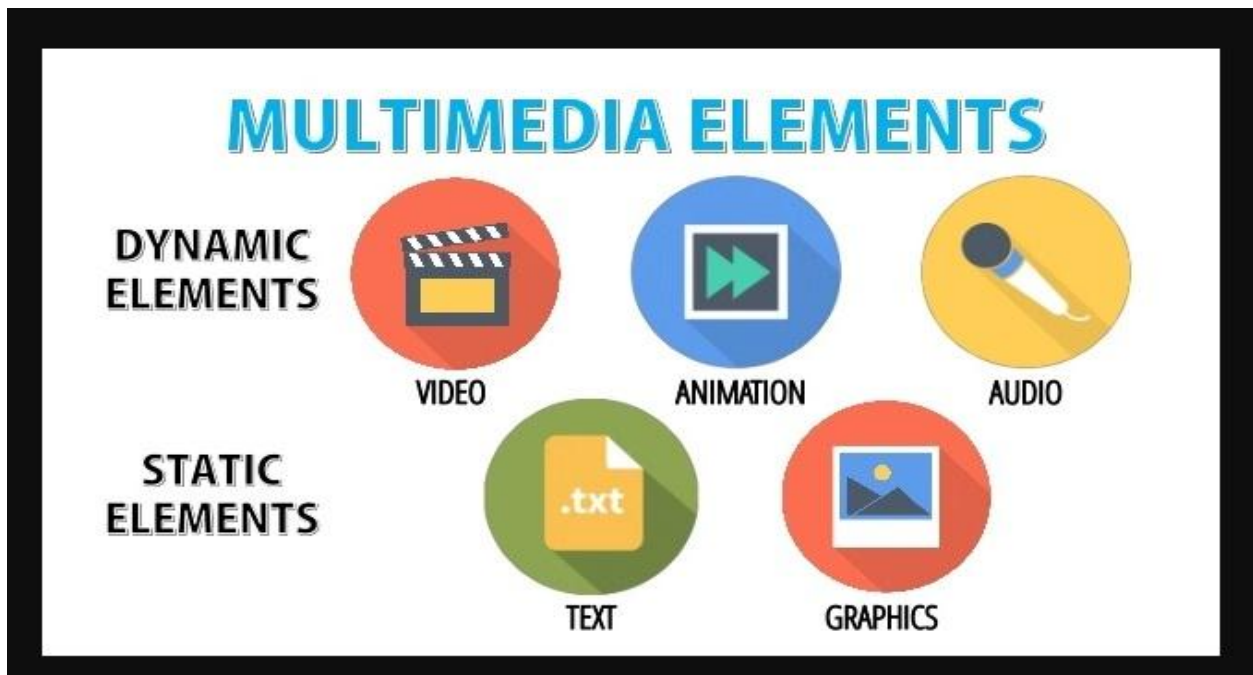 MULTIMEDIA ELEMENTS
DYNAMIC
ELEMENTS
VIDEO
ANIMATION
AUDIO
STATIC
ELEMENTS
.txt
TEXT
GRAPHICS